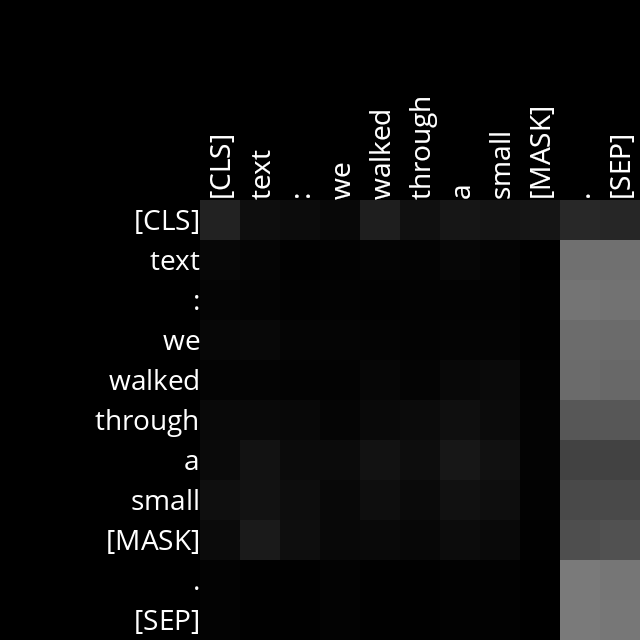 [CLS] text : we walked through a small [MASK] . [SEP]
[CLS]
text
:
we
walked
through
a
small
[MASK]
.
[SEP]